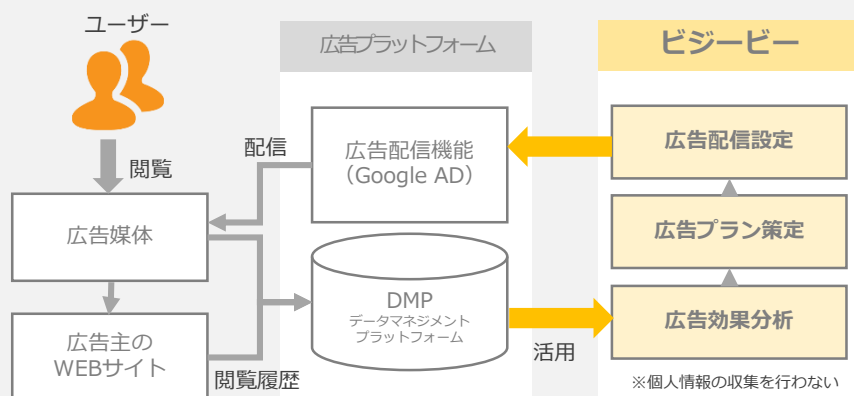 ユーザー
広告プラットフォーム
ビジービー
閲覧
配信
広告配信機能
（Google AD）
広告配信設定
広告媒体
広告プラン策定
DMP
データマネジメント
プラットフォーム
広告効果分析
広告主の
WEBサイト
閲覧履歴
活用
※個人情報の収集を行わない